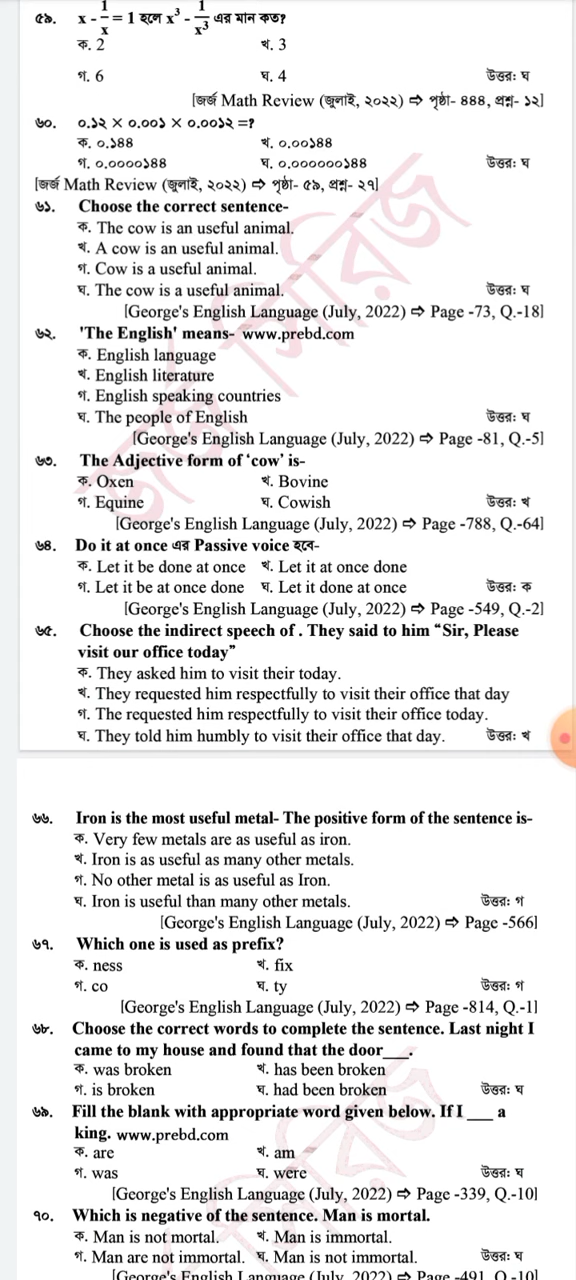 ৫৯. x - 1/x = 1 হলে x³ - 1/x³ এর মান কত?
ক. 2 খ. 3
গ. 6 ঘ. 4 উত্তর: ঘ
[জর্জ Math Review (জুলাই, ২০২২) ⇨ পৃষ্ঠা- 888, প্রশ্ন- ১২]
৬০. ০.১২ × ০.০০১ × ০.০০১২ =?
ক. ০.১৪৪ খ. ০.০০১৪৪
গ. ০.০০০০১৪৪ ঘ. ০.০০০০০০১৪৪ উত্তর: ঘ
[জর্জ Math Review (জুলাই, ২০২২) ⇨ পৃষ্ঠা- ৫৯, প্রশ্ন- ২৭]
৬১. Choose the correct sentence-
ক. The cow is an useful animal.
খ. A cow is an useful animal.
গ. Cow is a useful animal.
ঘ. The cow is a useful animal. উত্তর: ঘ
[George's English Language (July, 2022) ⇨ Page -73, Q.-18]
৬২. 'The English' means- www.prebd.com
ক. English language
খ. English literature
গ. English speaking countries
ঘ. The people of English উত্তর: ঘ
[George's English Language (July, 2022) ⇨ Page -81, Q.-5]
৬৩. The Adjective form of ‘cow’ is-
ক. Oxen খ. Bovine
গ. Equine ঘ. Cowish উত্তর: খ
[George's English Language (July, 2022) ⇨ Page -788, Q.-64]
৬৪. Do it at once এর Passive voice হবে-
ক. Let it be done at once খ. Let it at once done
গ. Let it be at once done ঘ. Let it done at once উত্তর: ক
[George's English Language (July, 2022) ⇨ Page -549, Q.-2]
৬৫. Choose the indirect speech of . They said to him “Sir, Please
visit our office today”
ক. They asked him to visit their today.
খ. They requested him respectfully to visit their office that day
গ. The requested him respectfully to visit their office today.
ঘ. They told him humbly to visit their office that day. উত্তর: খ
৬৬. Iron is the most useful metal- The positive form of the sentence is-
ক. Very few metals are as useful as iron.
খ. Iron is as useful as many other metals.
গ. No other metal is as useful as Iron.
ঘ. Iron is useful than many other metals. উত্তর: গ
[George's English Language (July, 2022) ⇨ Page -566]
৬৭. Which one is used as prefix?
ক. ness খ. fix
গ. co ঘ. ty উত্তর: গ
[George's English Language (July, 2022) ⇨ Page -814, Q.-1]
৬৮. Choose the correct words to complete the sentence. Last night I
came to my house and found that the door___.
ক. was broken খ. has been broken
গ. is broken ঘ. had been broken উত্তর: ঘ
৬৯. Fill the blank with appropriate word given below. If I ___ a
king. www.prebd.com
ক. are খ. am
গ. was ঘ. were উত্তর: ঘ
[George's English Language (July, 2022) ⇨ Page -339, Q.-10]
৭০. Which is negative of the sentence. Man is mortal.
ক. Man is not mortal. খ. Man is immortal.
গ. Man are not immortal. ঘ. Man is not immortal. উত্তর: ঘ
[George's English Language (July, 2022) ⇨ Page -491, Q.-10]
জর্জ সিরিজ